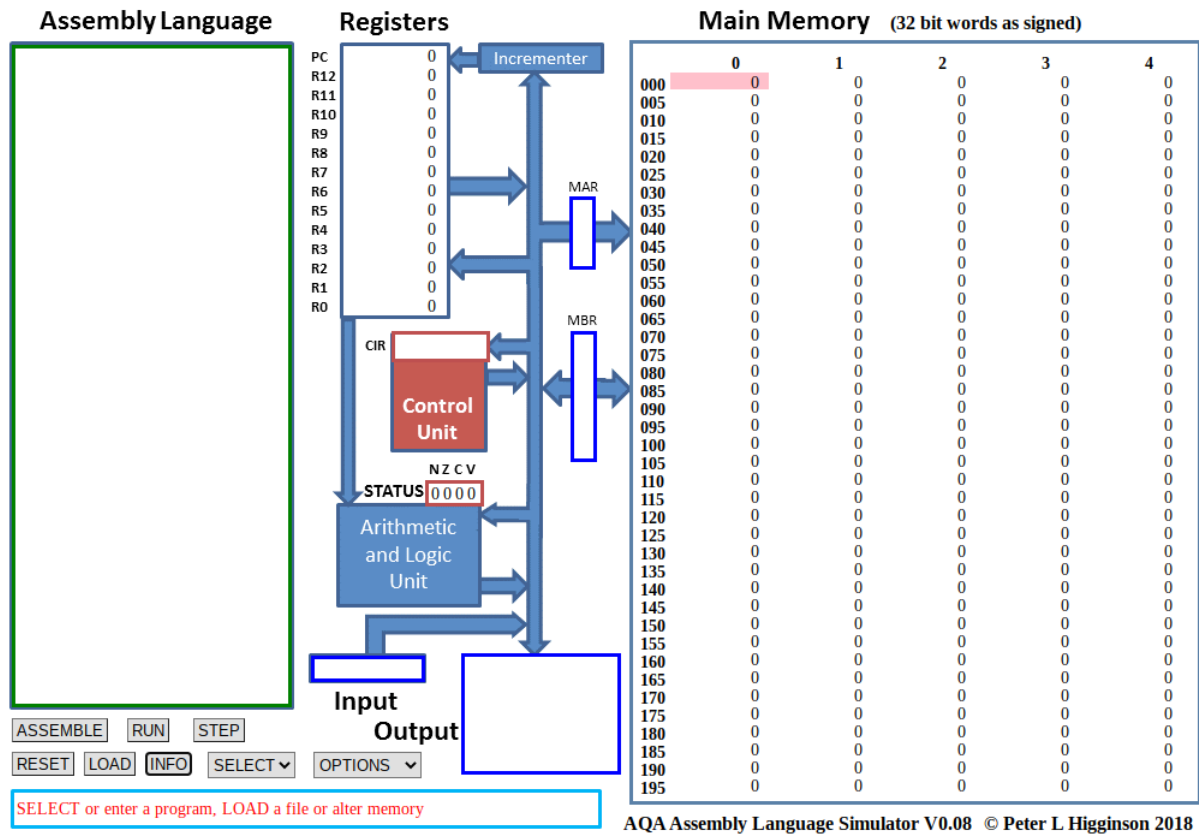 Assembly Language
Registers
Main Memory (32 bit words as signed)
PC 0
R12 0
R11 0
R10 0
R9 0
R8 0
R7 0
R6 0
R5 0
R4 0
R3 0
R2 0
R1 0
R0 0
Incrementer
MAR
MBR
CIR
Control
Unit
N Z C V
STATUS 0 0 0 0
Arithmetic
and Logic
Unit
Input
Output
0 1 2 3 4
000 0 0 0 0 0
005 0 0 0 0 0
010 0 0 0 0 0
015 0 0 0 0 0
020 0 0 0 0 0
025 0 0 0 0 0
030 0 0 0 0 0
035 0 0 0 0 0
040 0 0 0 0 0
045 0 0 0 0 0
050 0 0 0 0 0
055 0 0 0 0 0
060 0 0 0 0 0
065 0 0 0 0 0
070 0 0 0 0 0
075 0 0 0 0 0
080 0 0 0 0 0
085 0 0 0 0 0
090 0 0 0 0 0
095 0 0 0 0 0
100 0 0 0 0 0
105 0 0 0 0 0
110 0 0 0 0 0
115 0 0 0 0 0
120 0 0 0 0 0
125 0 0 0 0 0
130 0 0 0 0 0
135 0 0 0 0 0
140 0 0 0 0 0
145 0 0 0 0 0
150 0 0 0 0 0
155 0 0 0 0 0
160 0 0 0 0 0
165 0 0 0 0 0
170 0 0 0 0 0
175 0 0 0 0 0
180 0 0 0 0 0
185 0 0 0 0 0
190 0 0 0 0 0
195 0 0 0 0 0
ASSEMBLE RUN STEP
RESET LOAD INFO SELECT OPTIONS
SELECT or enter a program, LOAD a file or alter memory
AQA Assembly Language Simulator V0.08 © Peter L Higginson 2018